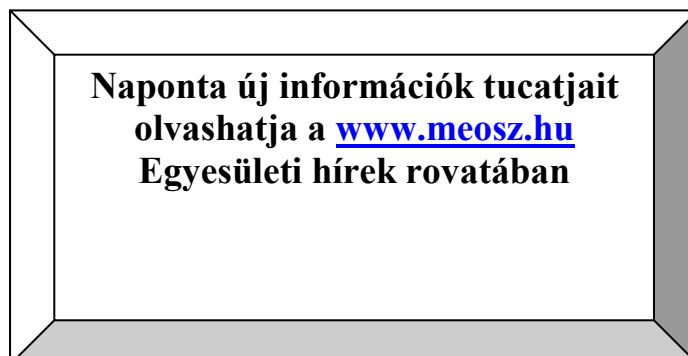 Naponta új információk tucatjait
olvashatja a www.meosz.hu
Egyesületi hírek rovatában